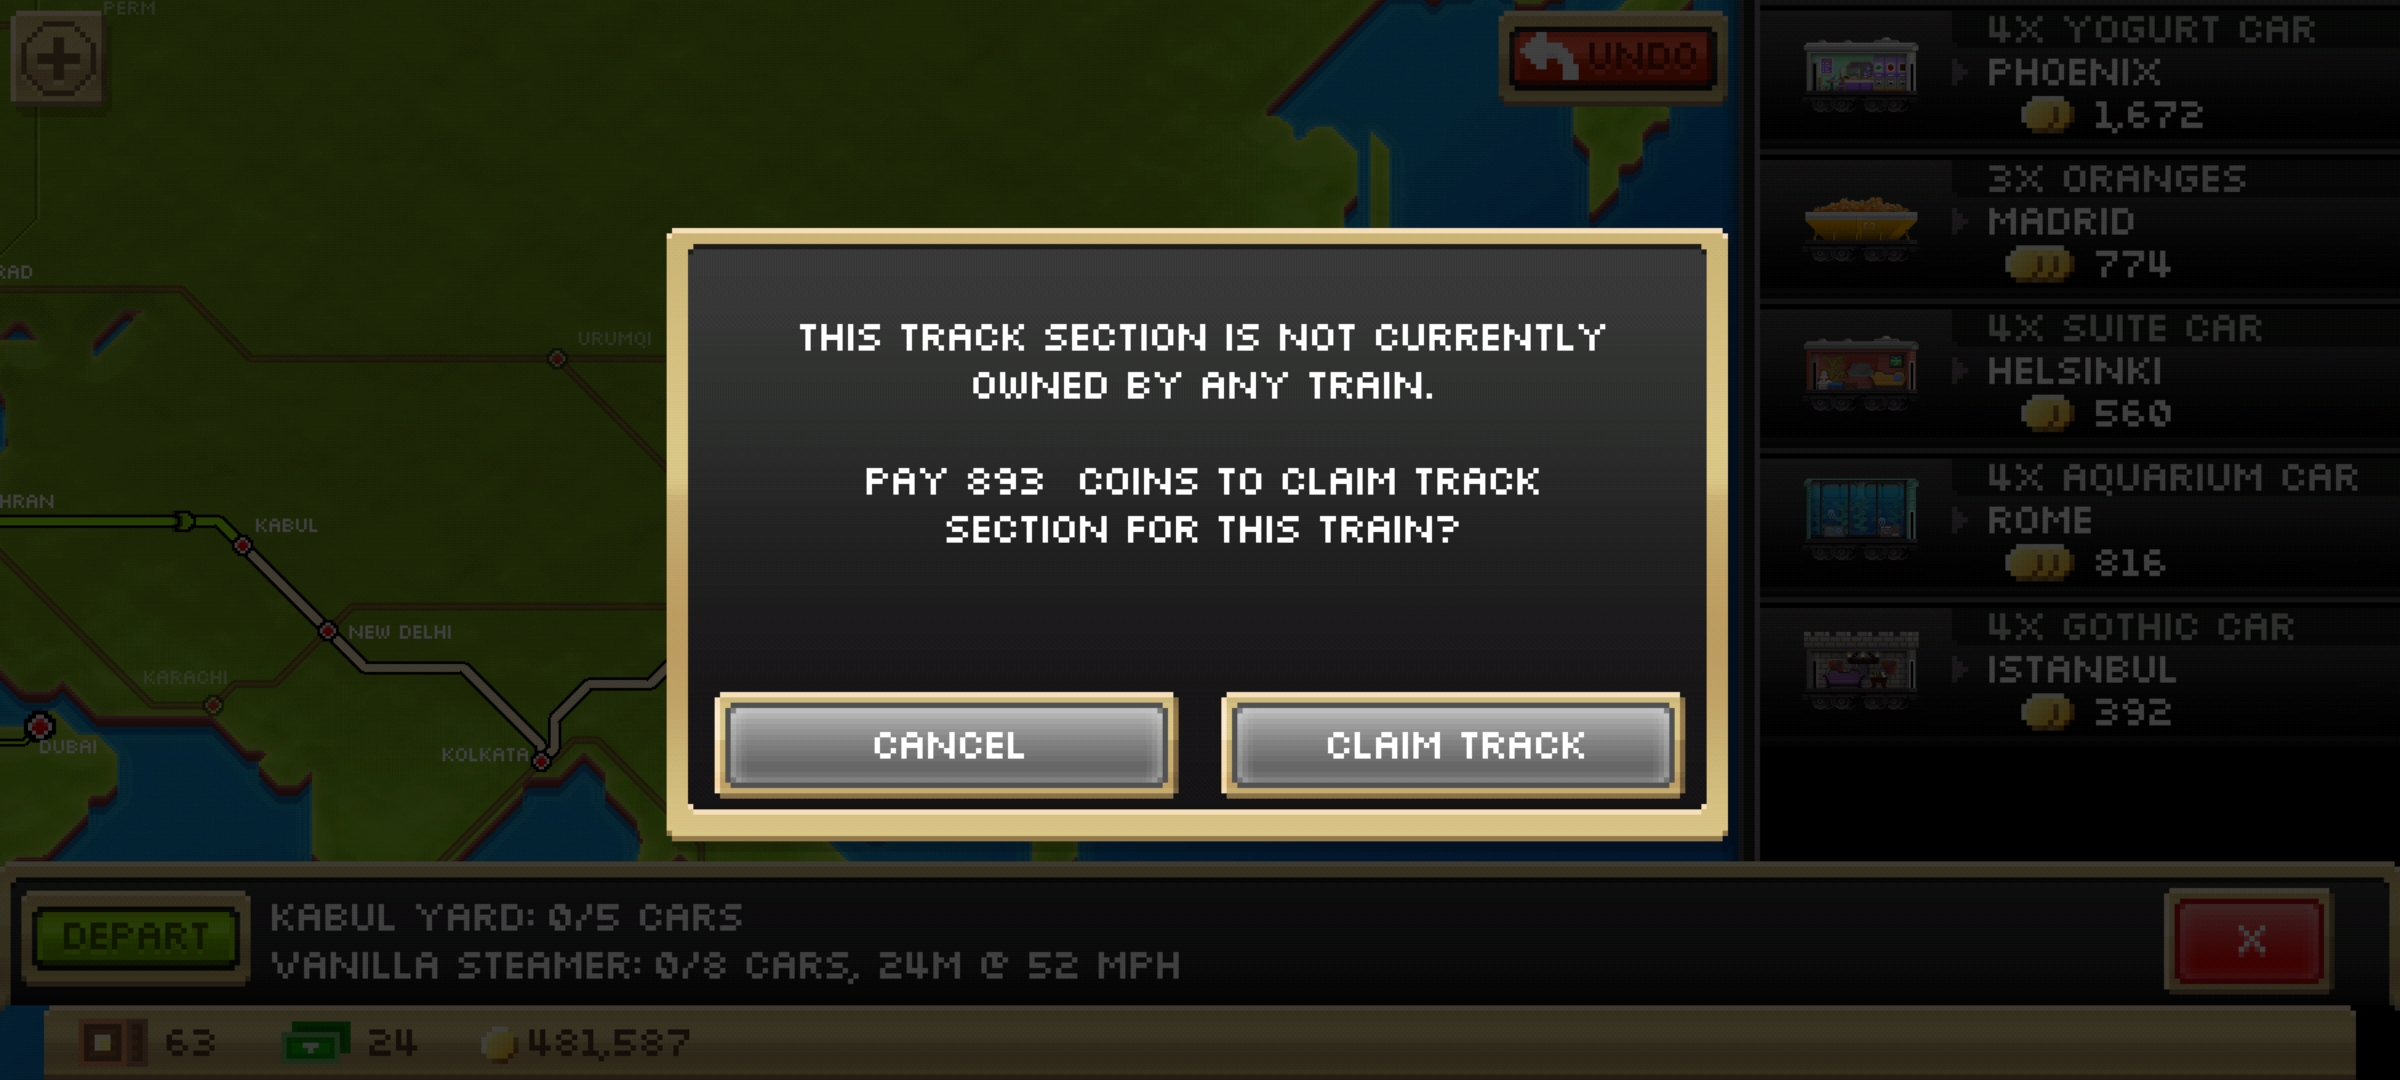 PERM
UNDO
RAD
URUMQI
HRAN
KABUL
NEW DELHI
KARACHI
DUBAI
KOLKATA
THIS TRACK SECTION IS NOT CURRENTLY
OWNED BY ANY TRAIN.
PAY 893 COINS TO CLAIM TRACK
SECTION FOR THIS TRAIN?
CANCEL
CLAIM TRACK
4X YOGURT CAR
PHOENIX
1,672
3X ORANGES
MADRID
774
4X SUITE CAR
HELSINKI
560
4X AQUARIUM CAR
ROME
816
4X GOTHIC CAR
ISTANBUL
392
DEPART
KABUL YARD: 0/5 CARS
VANILLA STEAMER: 0/8 CARS, 24M @ 52 MPH
X
63
24
481,587